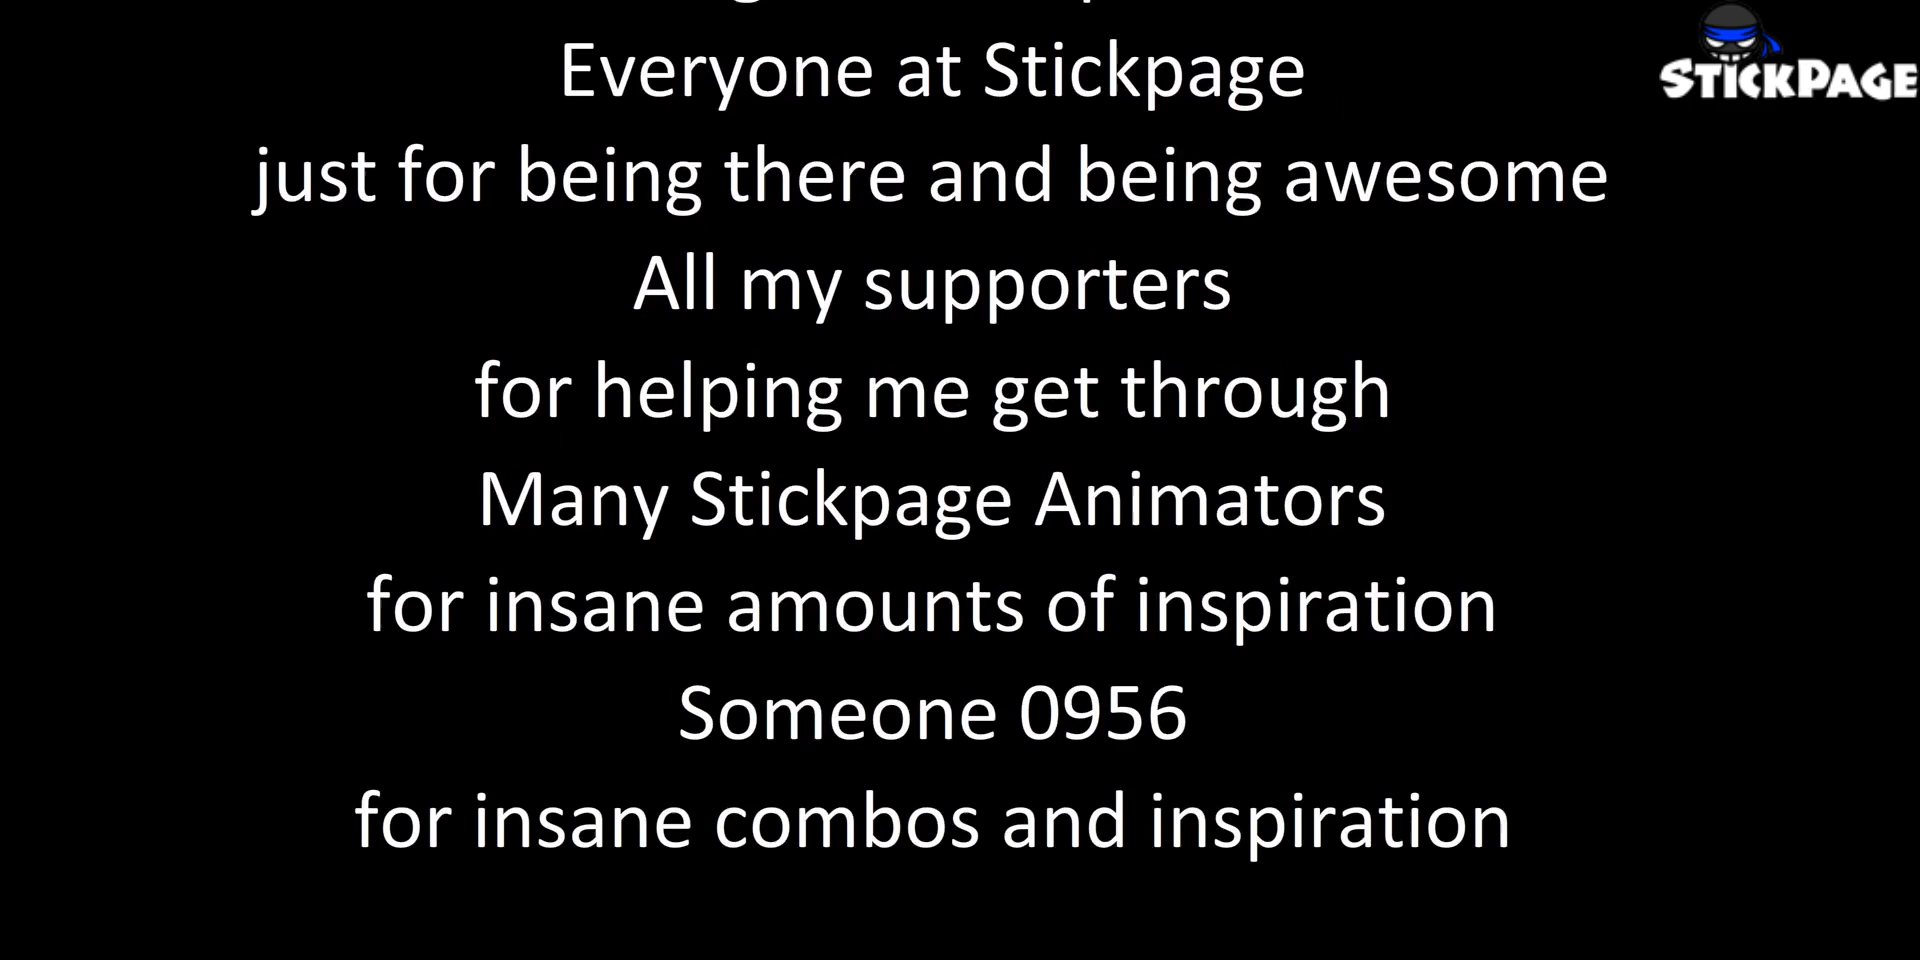 Everyone at Stickpage
STICKPAGE
just for being there and being awesome
All my supporters
for helping me get through
Many Stickpage Animators
for insane amounts of inspiration
Someone 0956
for insane combos and inspiration